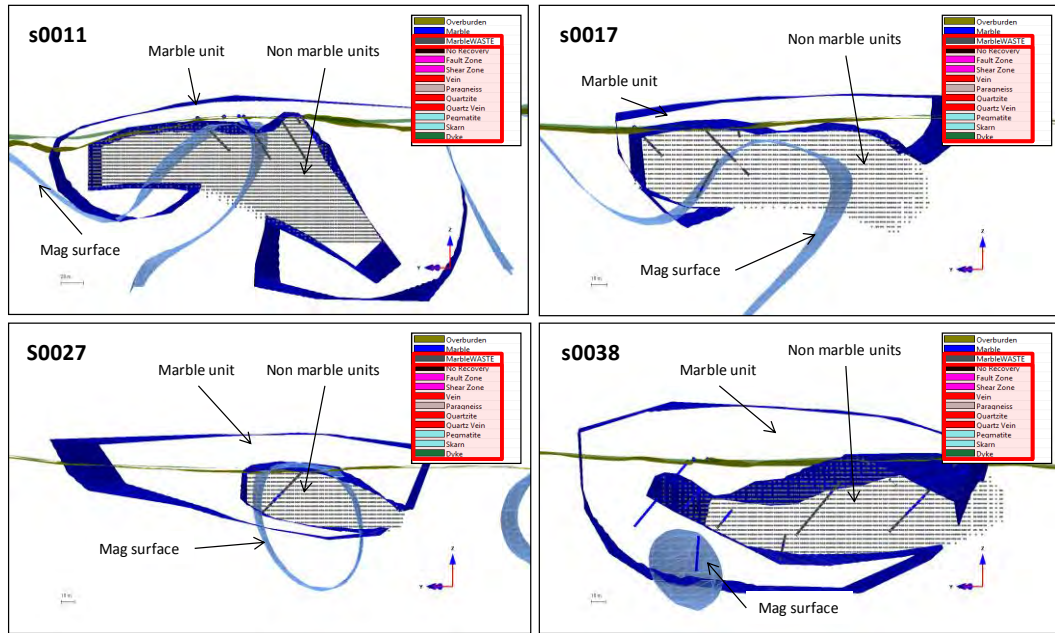 s0011
Marble unit
Non marble units
Mag surface
Overburden
Marble
MarbleWASTE
No Recovery
Fault Zone
Shear Zone
Vein
Paragneiss
Quartzite
Quartz Vein
Pegmatite
Skarn
Dyke
Z
Y
s0017
Non marble units
Marble unit
Mag surface
Overburden
Marble
MarbleWASTE
No Recovery
Fault Zone
Shear Zone
Vein
Paragneiss
Quartzite
Quartz Vein
Pegmatite
Skarn
Dyke
Z
Y
S0027
Marble unit
Non marble units
Mag surface
Overburden
Marble
MarbleWASTE
No Recovery
Fault Zone
Shear Zone
Vein
Paragneiss
Quartzite
Quartz Vein
Pegmatite
Skarn
Dyke
Z
Y
s0038
Non marble units
Marble unit
Mag surface
Overburden
Marble
MarbleWASTE
No Recovery
Fault Zone
Shear Zone
Vein
Paragneiss
Quartzite
Quartz Vein
Pegmatite
Skarn
Dyke
Z
Y